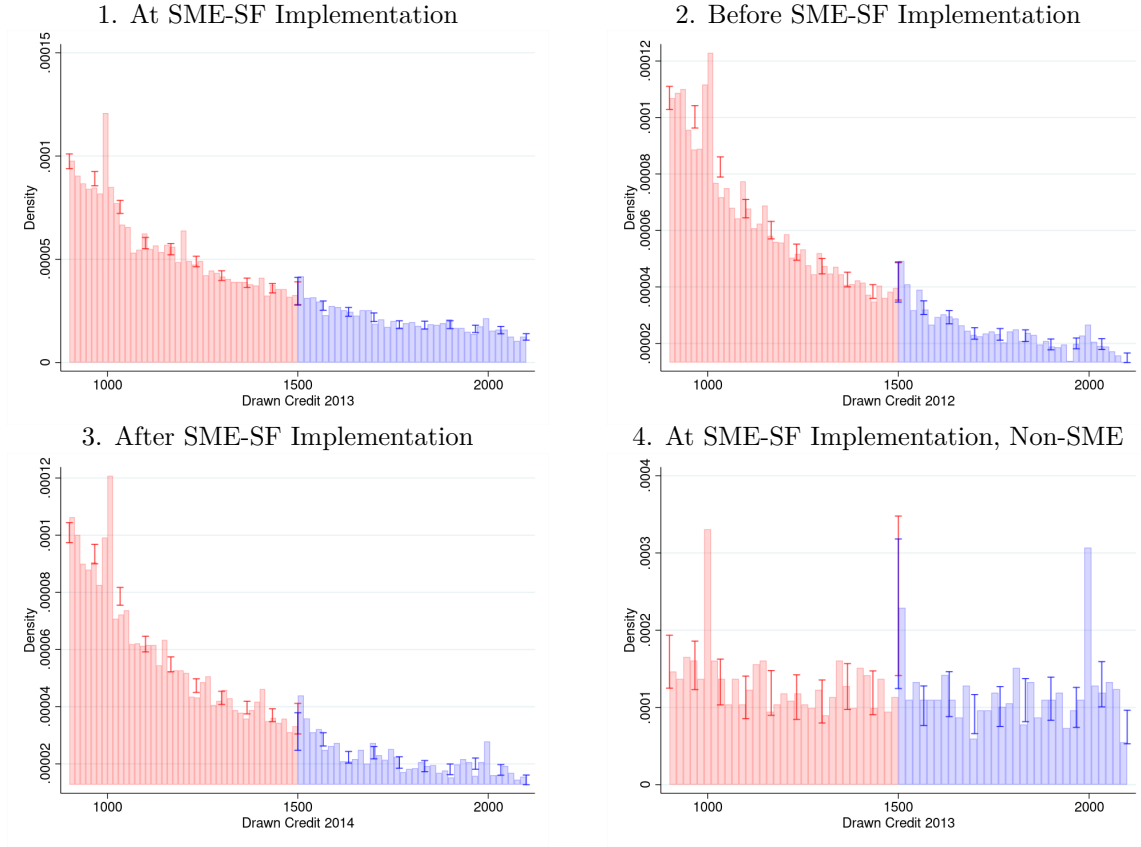 1. At SME-SF Implementation
2. Before SME-SF Implementation
.00015
.0001
.00005
0
Density
1000 1500 2000
Drawn Credit 2013
.00012
.0001
.00008
.00006
.00004
.00002
Density
1000 1500 2000
Drawn Credit 2012
3. After SME-SF Implementation
4. At SME-SF Implementation, Non-SME
.00012
.0001
.00008
.00006
.00004
.00002
Density
1000 1500 2000
Drawn Credit 2014
.0004
.0003
.0002
.0001
0
Density
1000 1500 2000
Drawn Credit 2013